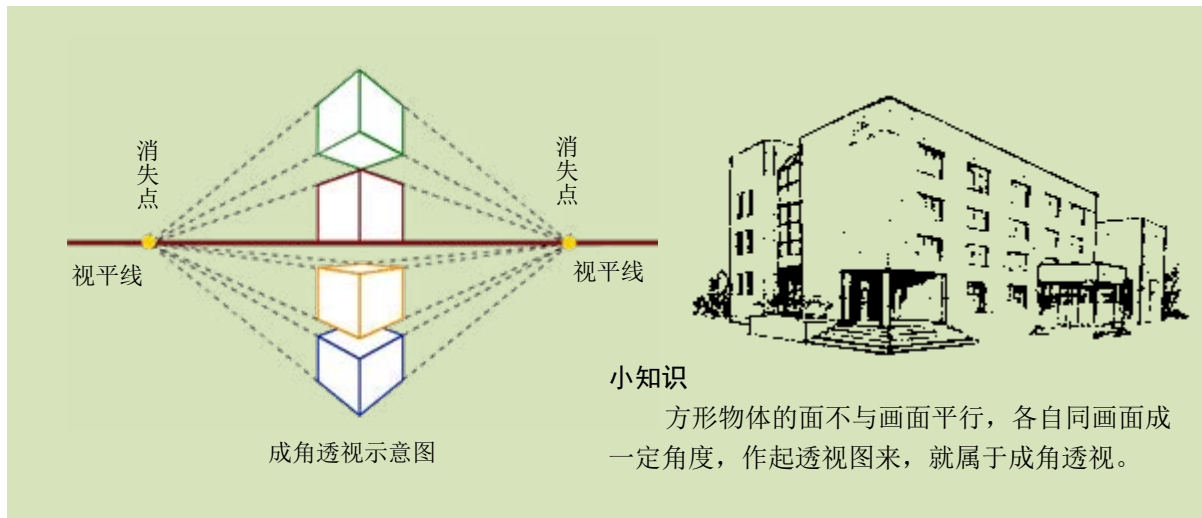 消失点
消失点
视平线
视平线
成角透视示意图
小知识
方形物体的面不与画面平行，各自同画面成
一定角度，作起透视图来，就属于成角透视。